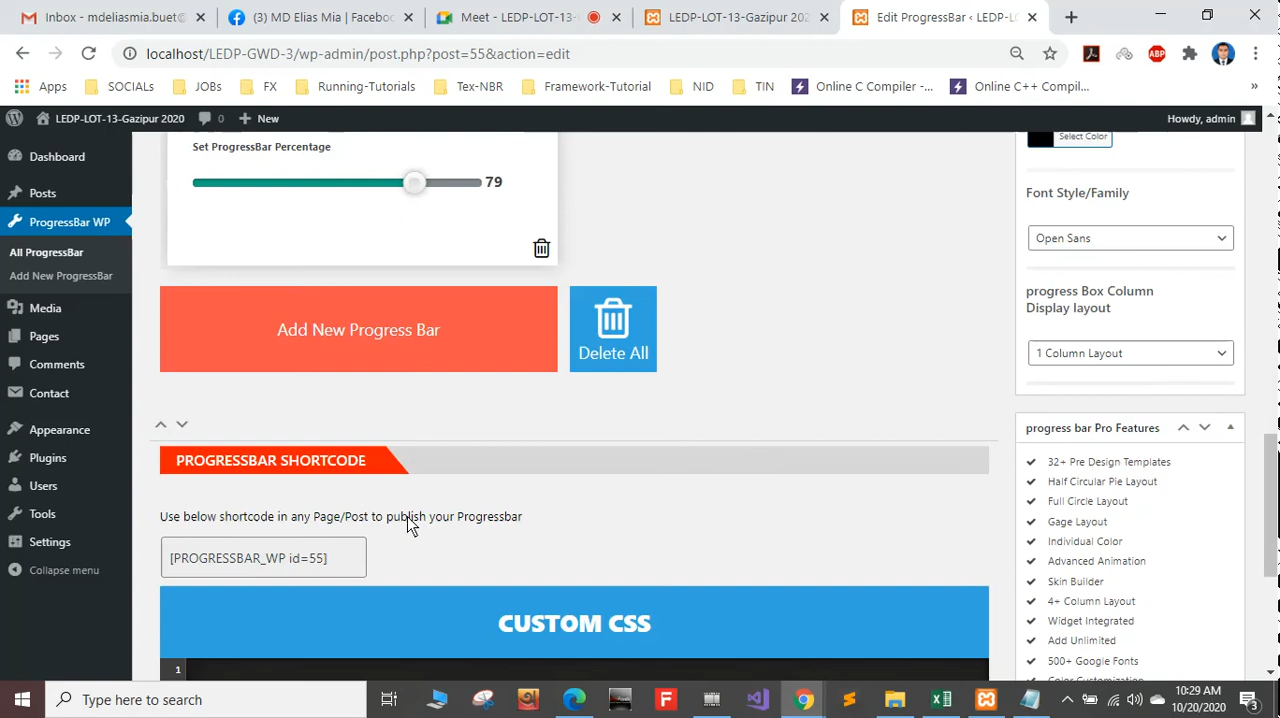 Inbox - mdeliasmia.buet@
(3) MD Elias Mia | Faceboo
Meet - LEDP-LOT-13-
LEDP-LOT-13-Gazipur 202
Edit ProgressBar ‹ LEDP-LO
localhost/LEDP-GWD-3/wp-admin/post.php?post=55&action=edit
ABP
Apps
SOCIALs
JOBs
FX
Running-Tutorials
Tex-NBR
Framework-Tutorial
NID
TIN
Online C Compiler -...
Online C++ Compil...
»
LEDP-LOT-13-Gazipur 2020
0
New
Howdy, admin
Dashboard
Posts
ProgressBar WP
All ProgressBar
Add New ProgressBar
Media
Pages
Comments
Contact
Appearance
Plugins
Users
Tools
Settings
Collapse menu
Set ProgressBar Percentage
79
Add New Progress Bar
Delete All
PROGRESSBAR SHORTCODE
Use below shortcode in any Page/Post to publish your Progressbar
[PROGRESSBAR_WP id=55]
CUSTOM CSS
1
Select Color
Font Style/Family
Open Sans
progress Box Column
Display layout
1 Column Layout
progress bar Pro Features
32+ Pre Design Templates
Half Circular Pie Layout
Full Circle Layout
Gage Layout
Individual Color
Advanced Animation
Skin Builder
4+ Column Layout
Widget Integrated
Add Unlimited
500+ Google Fonts
Color Customization
Type here to search
10:29 AM
10/20/2020
3